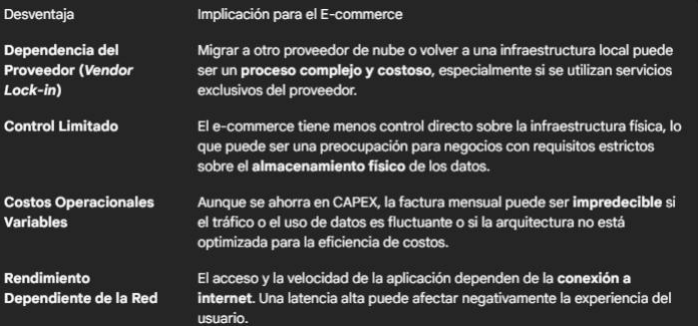 Desventaja Implicación para el E-commerce
Dependencia del Proveedor (Vendor Lock-in)
Migrar a otro proveedor de nube o volver a una infraestructura local puede
ser un proceso complejo y costoso, especialmente si se utilizan servicios
exclusivos del proveedor.
Control Limitado
El e-commerce tiene menos control directo sobre la infraestructura física, lo
que puede ser una preocupación para negocios con requisitos estrictos
sobre el almacenamiento físico de los datos.
Costos Operacionales
Variables
Aunque se ahorra en CAPEX, la factura mensual puede ser impredecible si
el tráfico o el uso de datos es fluctuante o si la arquitectura no está
optimizada para la eficiencia de costos.
Rendimiento
Dependiente de la Red
El acceso y la velocidad de la aplicación dependen de la conexión a
internet. Una latencia alta puede afectar negativamente la experiencia del
usuario.